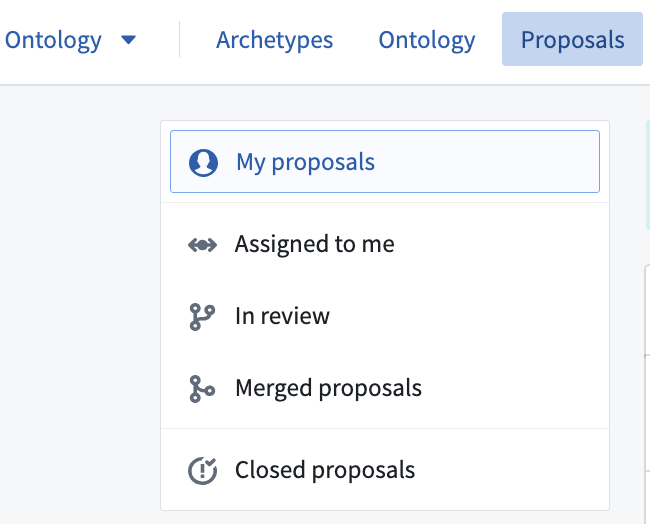 Ontology Archetypes Ontology Proposals
My proposals
Assigned to me
In review
Merged proposals
Closed proposals